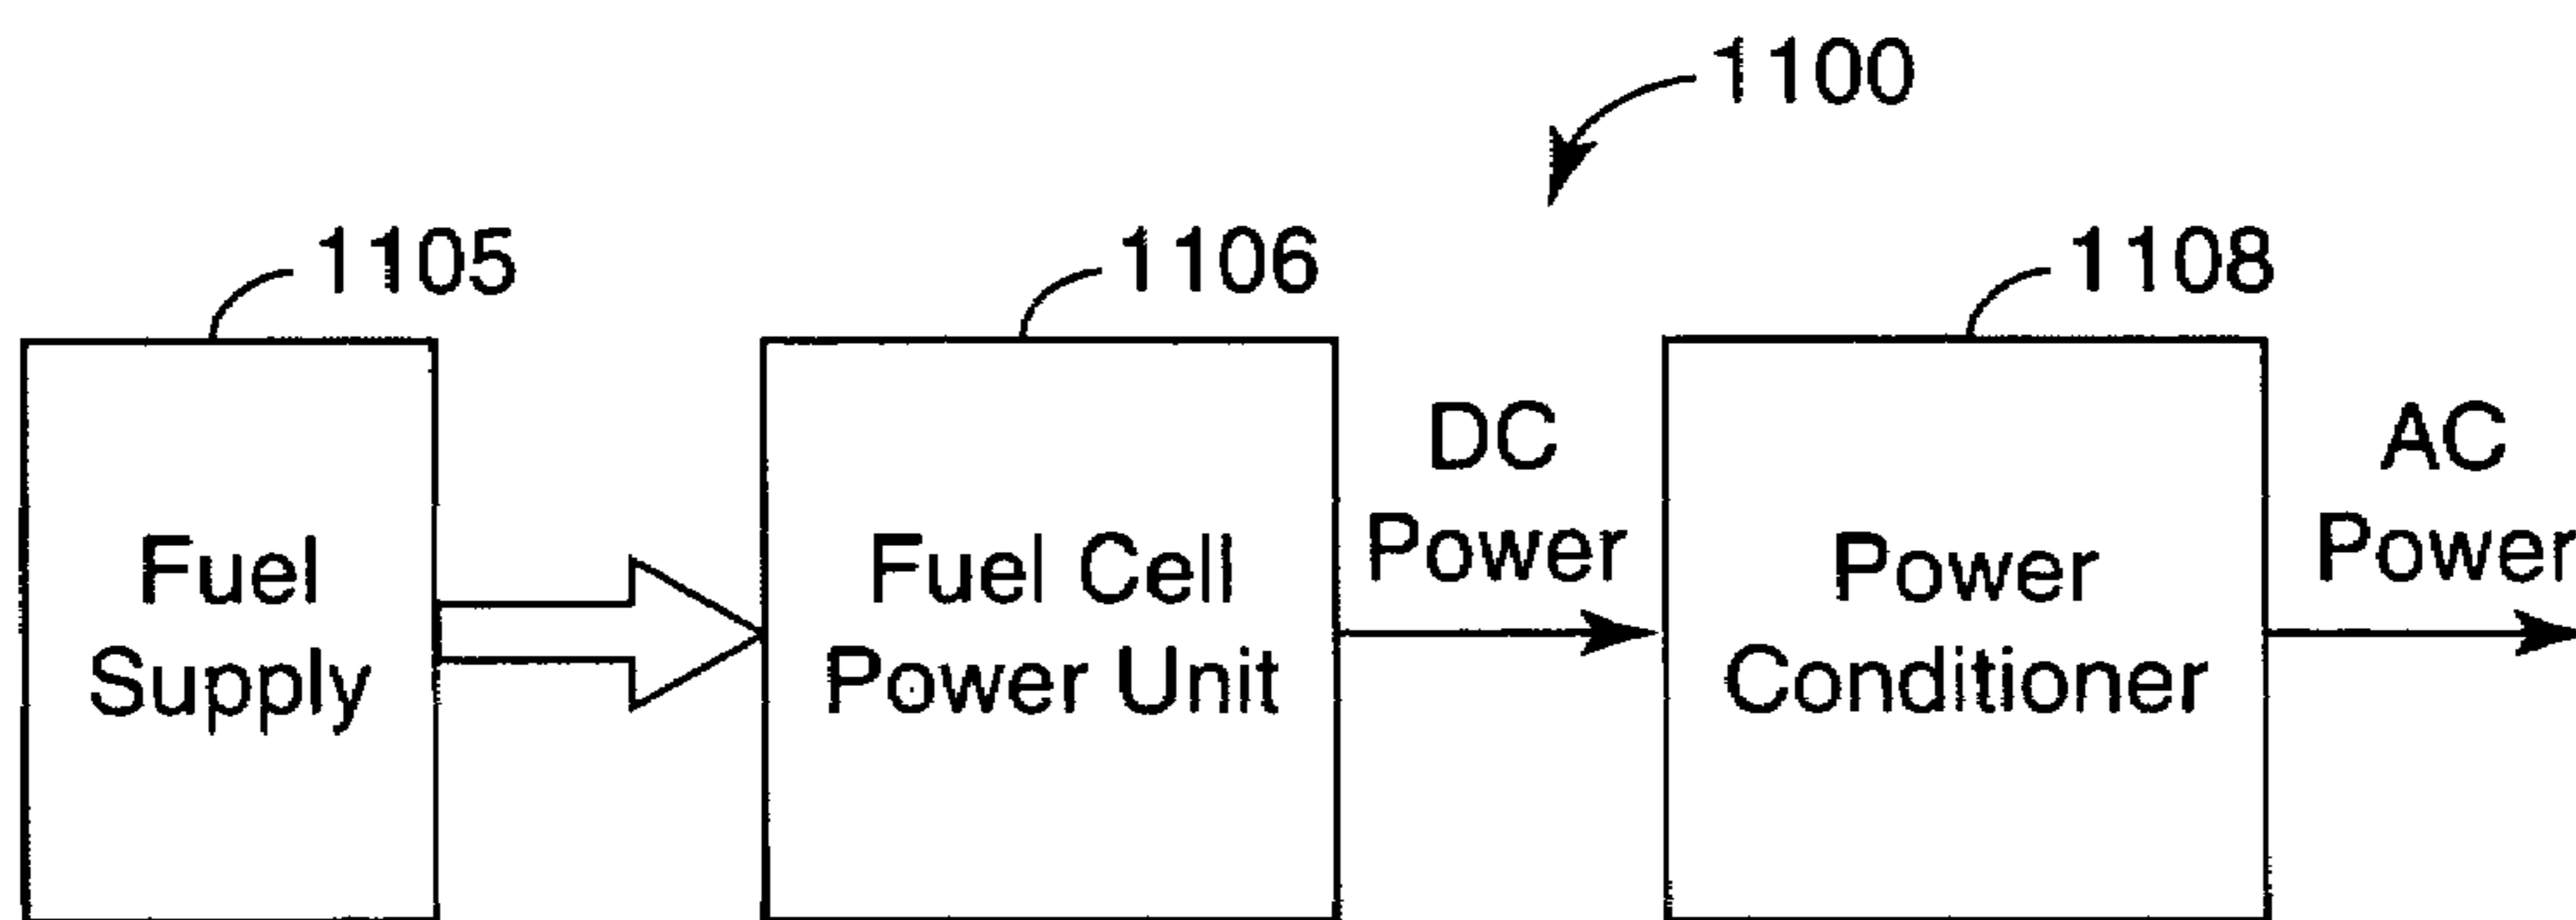 1100
1105
1106
1108
Fuel
Supply
Fuel Cell
Power Unit
DC
Power
Power
Conditioner
AC
Power